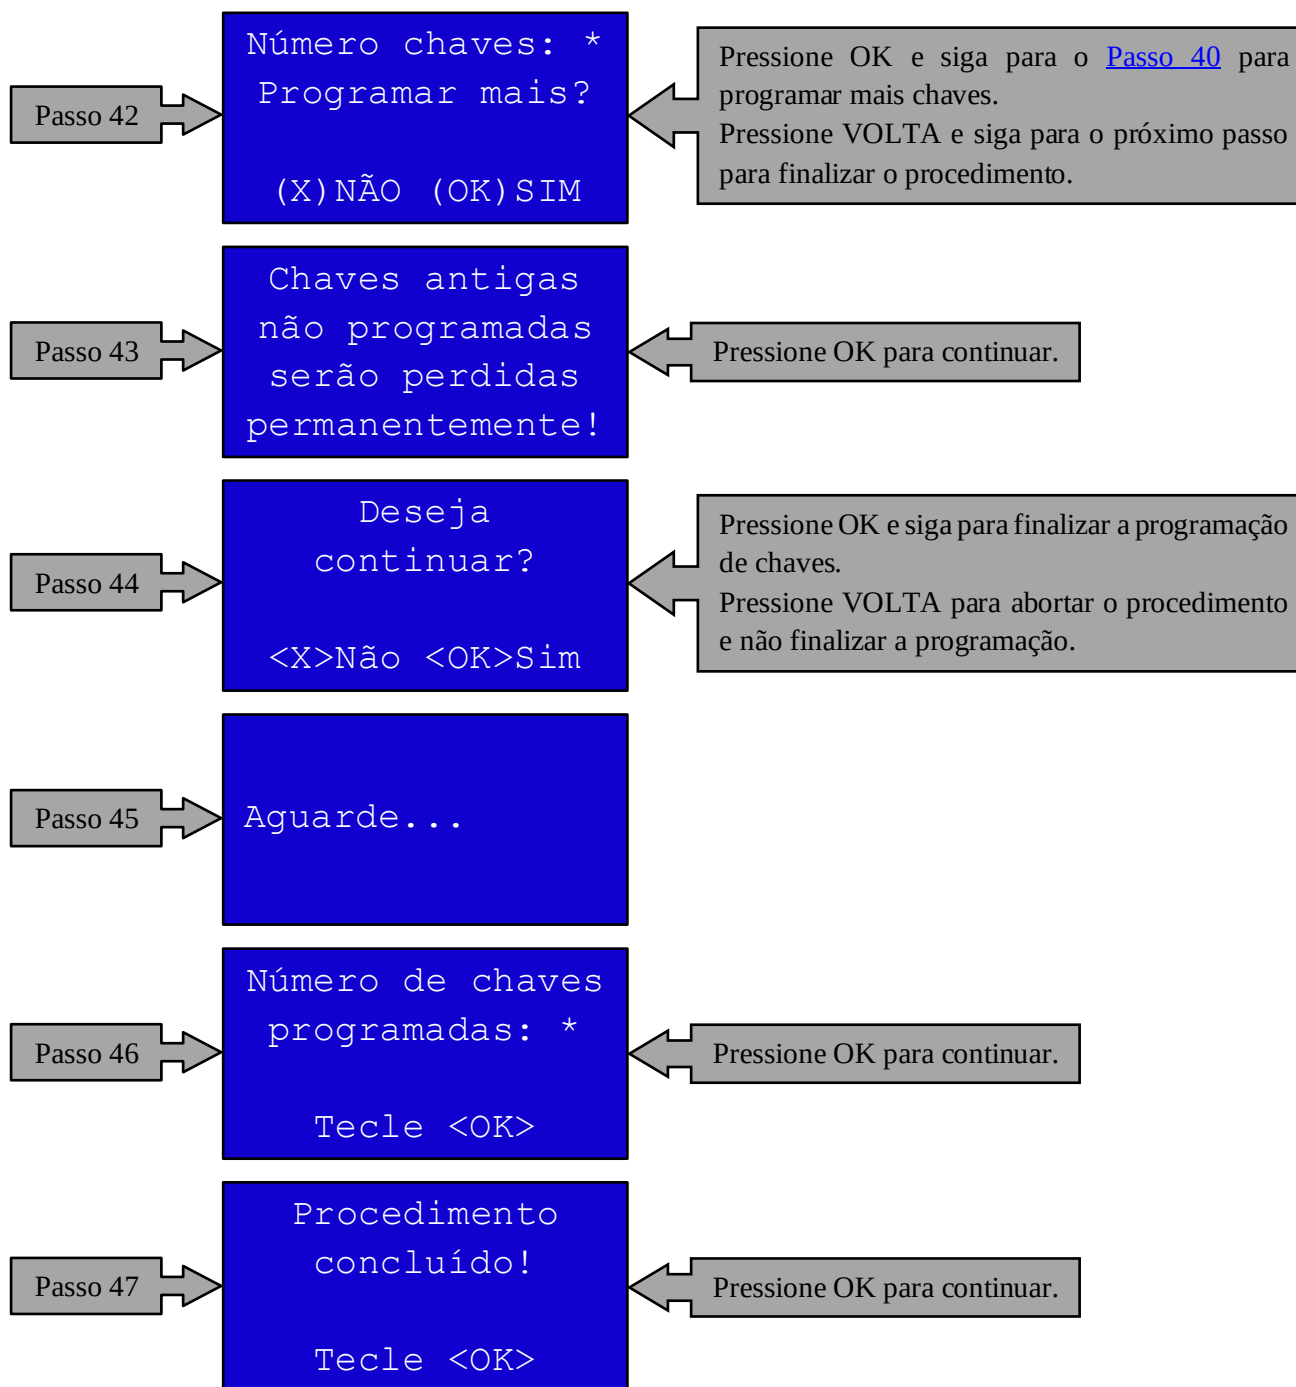 Passo 42
Número chaves: *
Programar mais?
(X)NÃO (OK)SIM
Pressione OK e siga para o Passo 40 para
programar mais chaves.
Pressione VOLTA e siga para o próximo passo
para finalizar o procedimento.
Passo 43
Chaves antigas
não programadas
serão perdidas
permanentemente!
Pressione OK para continuar.
Passo 44
Deseja
continuar?
<X>Não <OK>Sim
Pressione OK e siga para finalizar a programação
de chaves.
Pressione VOLTA para abortar o procedimento
e não finalizar a programação.
Passo 45
Aguarde...
Passo 46
Número de chaves
programadas: *
Tecle <OK>
Pressione OK para continuar.
Passo 47
Procedimento
concluído!
Tecle <OK>
Pressione OK para continuar.